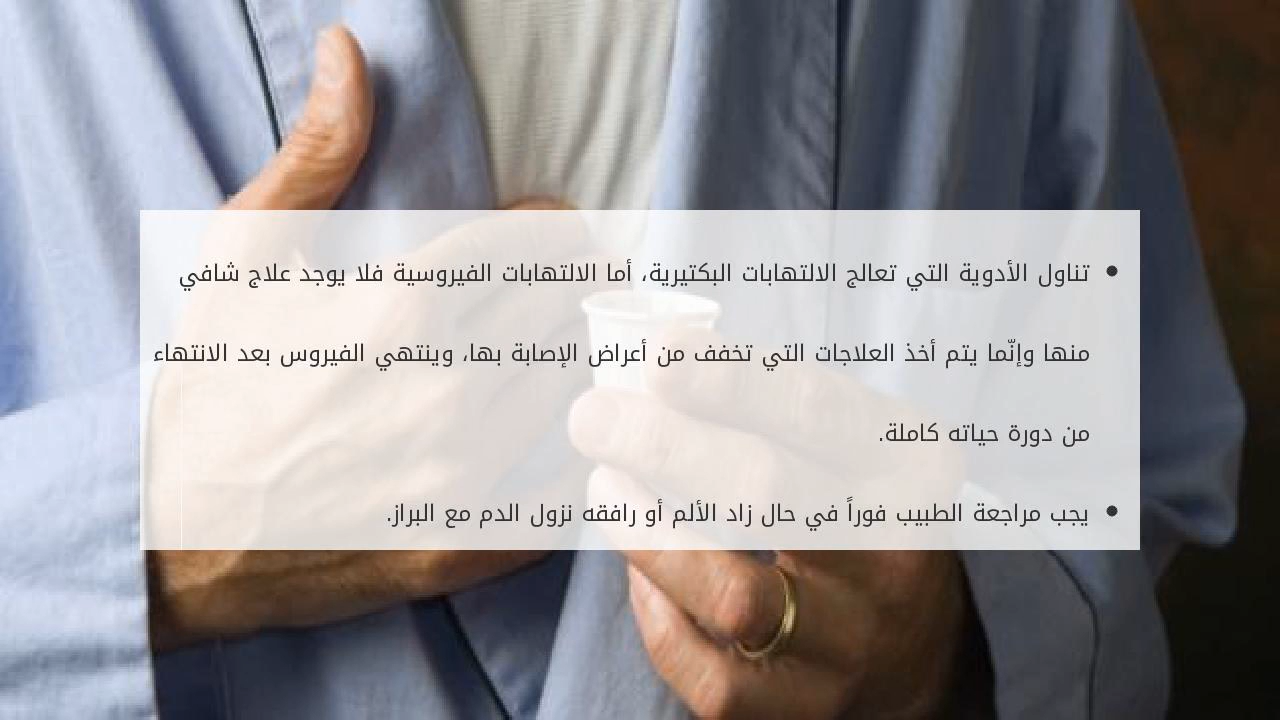 • تناول الأدوية التي تعالج الالتهابات البكتيرية، أما الالتهابات الفيروسية فلا يوجد علاج شافي
منها وإنّما يتم أخذ العلاجات التي تخفف من أعراض الإصابة بها، وينتهي الفيروس بعد الانتهاء
من دورة حياته كاملة.
• يجب مراجعة الطبيب فوراً في حال زاد الألم أو رافقه نزول الدم مع البراز.